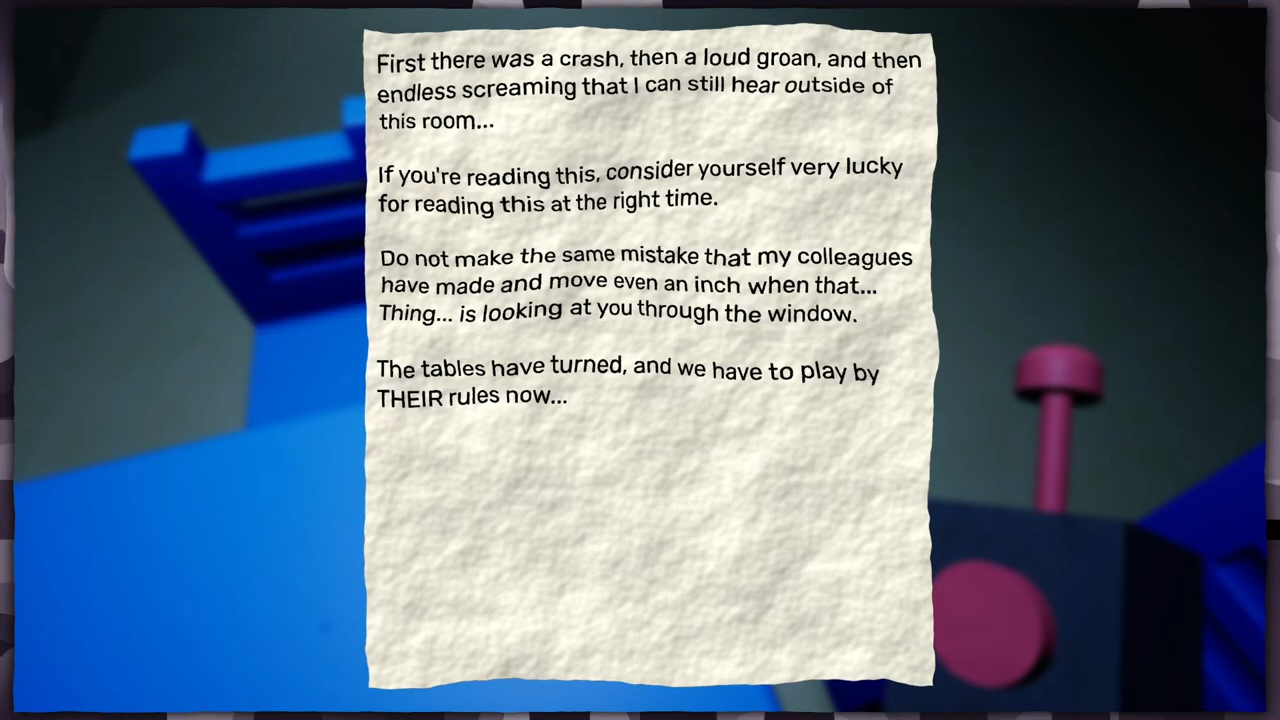 First there was a crash, then a loud groan, and then
endless screaming that I can still hear outside of
this room...
If you're reading this, consider yourself very lucky
for reading this at the right time.
Do not make the same mistake that my colleagues
have made and move even an inch when that...
Thing... is looking at you through the window.
The tables have turned, and we have to play by
THEIR rules now...